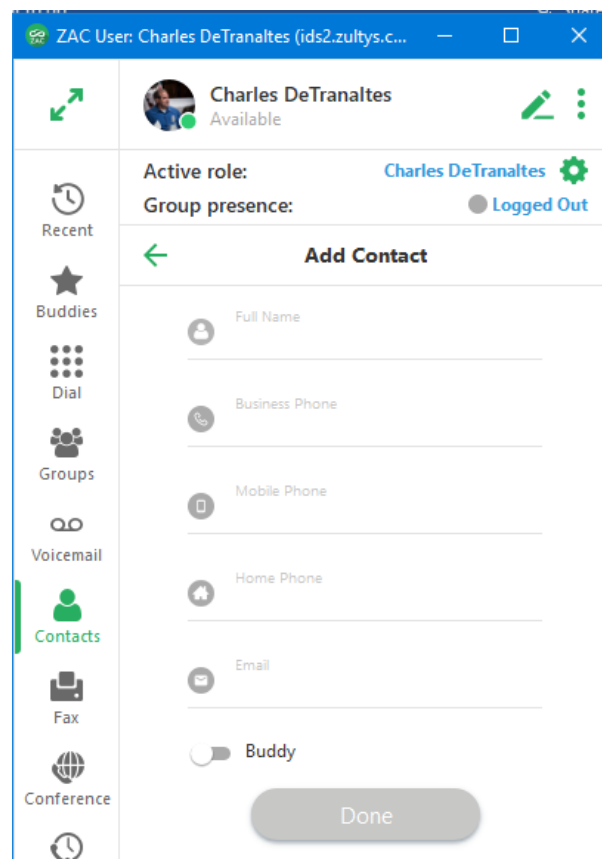 ZAC User: Charles DeTranaltes (ids2.zultys.c...
Charles DeTranaltes
Available
Active role: Charles DeTranaltes
Group presence: Logged Out
Recent
Buddies
Dial
Groups
Voicemail
Contacts
Fax
Conference
Add Contact
Full Name
Business Phone
Mobile Phone
Home Phone
Email
Buddy
Done